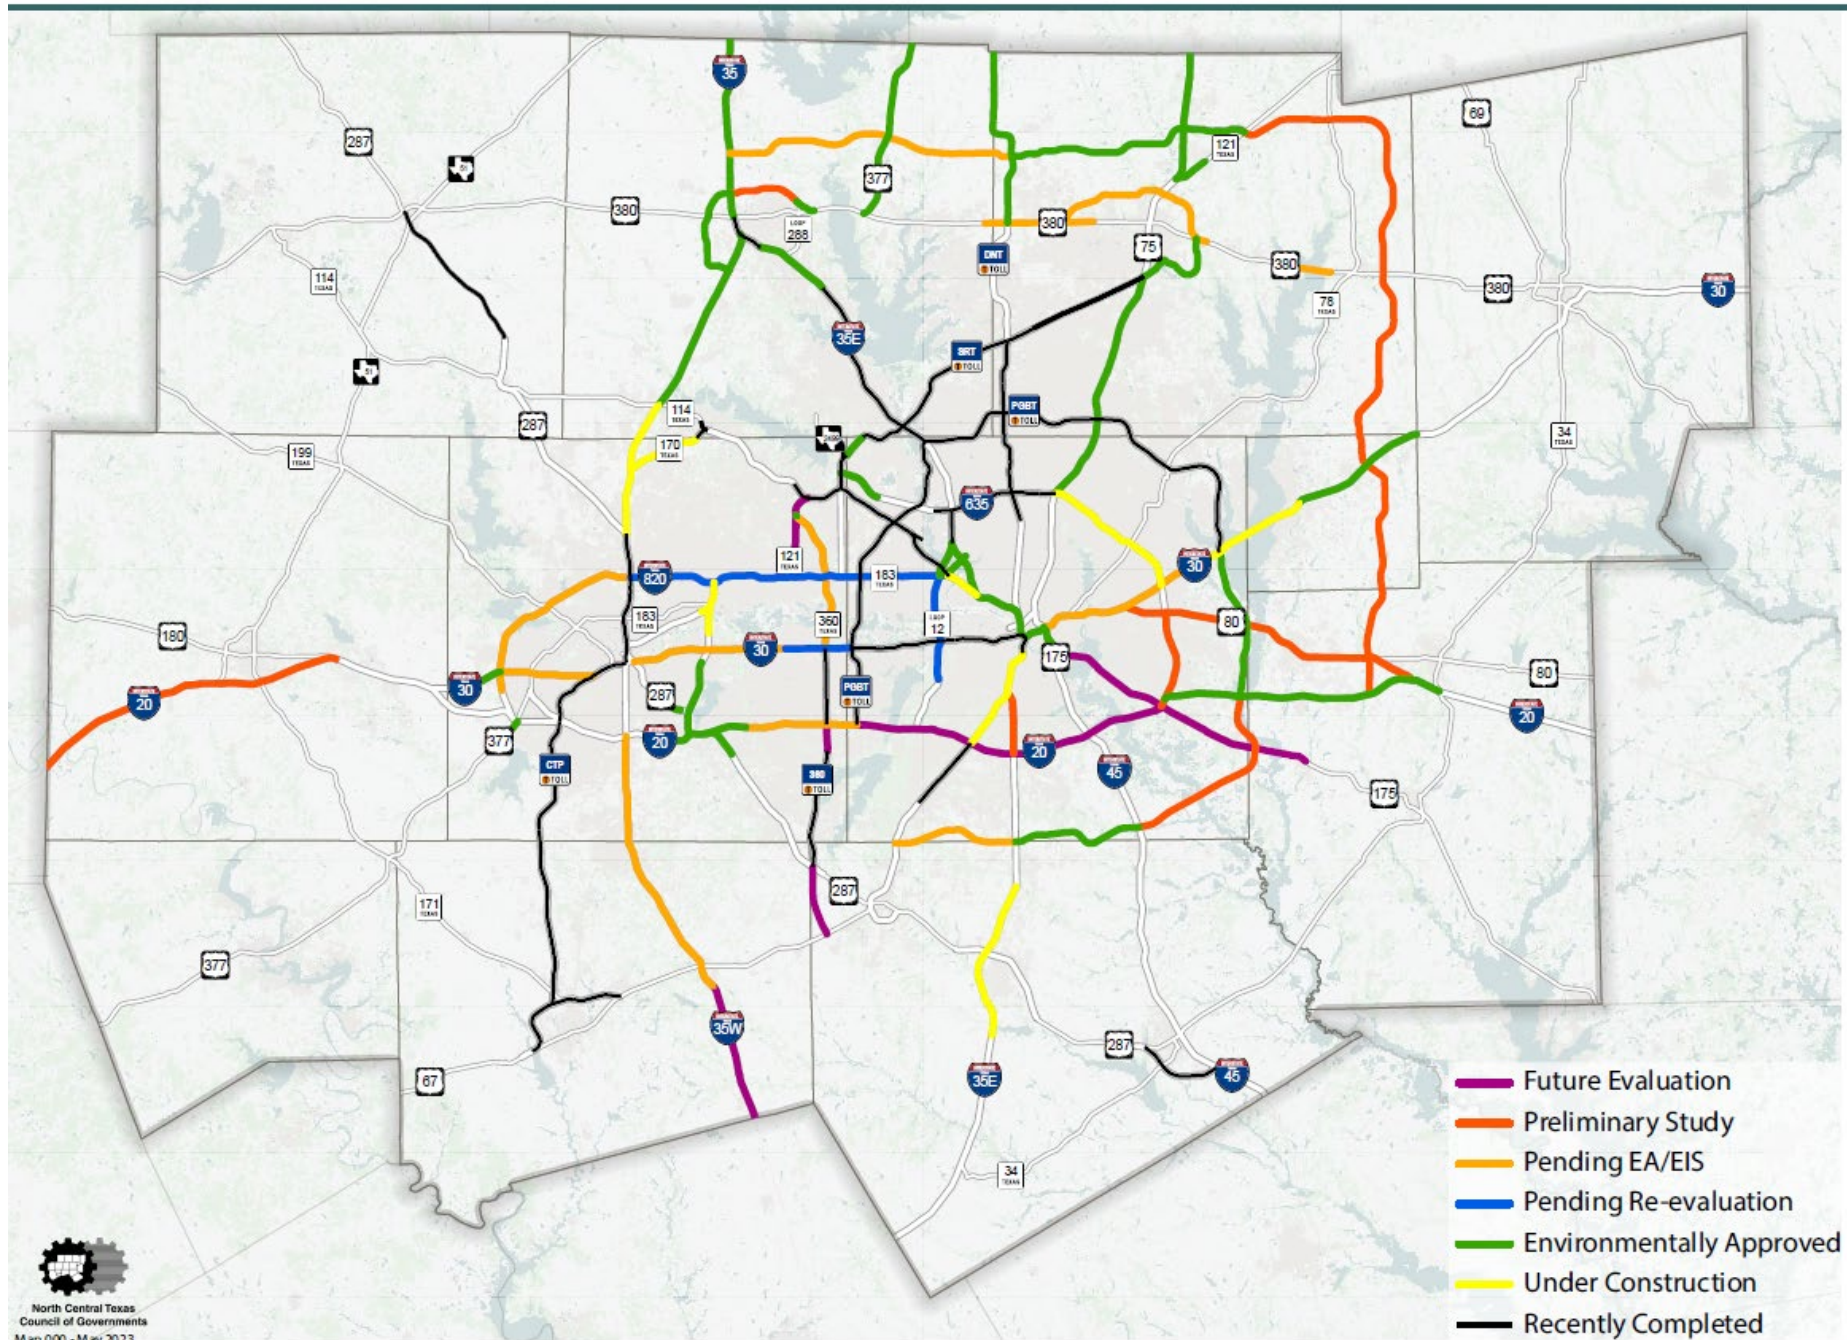 35
69
287
51
121
TEXAS
377
380
LOOP
288
380
75
DNT
TOLL
380
114
TEXAS
380
30
78
TEXAS
35E
SRT
TOLL
51
114
TEXAS
PGBT
TOLL
287
34
TEXAS
170
TEXAS
2499
199
TEXAS
635
121
TEXAS
30
820
183
TEXAS
183
TEXAS
360
TEXAS
LOOP
12
80
180
30
175
80
30
287
PGBT
TOLL
20
20
377
20
20
CTP
TOLL
360
TOLL
45
175
287
171
TEXAS
377
35W
287
45
67
35E
34
TEXAS
Future Evaluation
Preliminary Study
Pending EA/EIS
Pending Re-evaluation
Environmentally Approved
Under Construction
Recently Completed
North Central Texas
Council of Governments